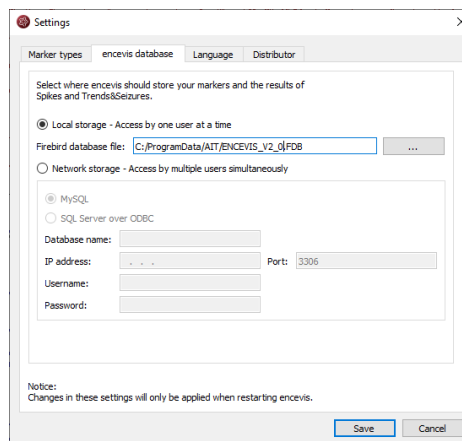 Settings
Marker types encevis database Language Distributor
Select where encevis should store your markers and the results of
Spikes and Trends&Seizures.
Local storage - Access by one user at a time
Firebird database file: C:/ProgramData/AIT/ENCEVIS_V2_0.FDB ...
Network storage - Access by multiple users simultaneously
MySQL
SQL Server over ODBC
Database name:
IP address: . . . Port: 3306
Username:
Password:
Notice:
Changes in these settings will only be applied when restarting encevis.
Save Cancel